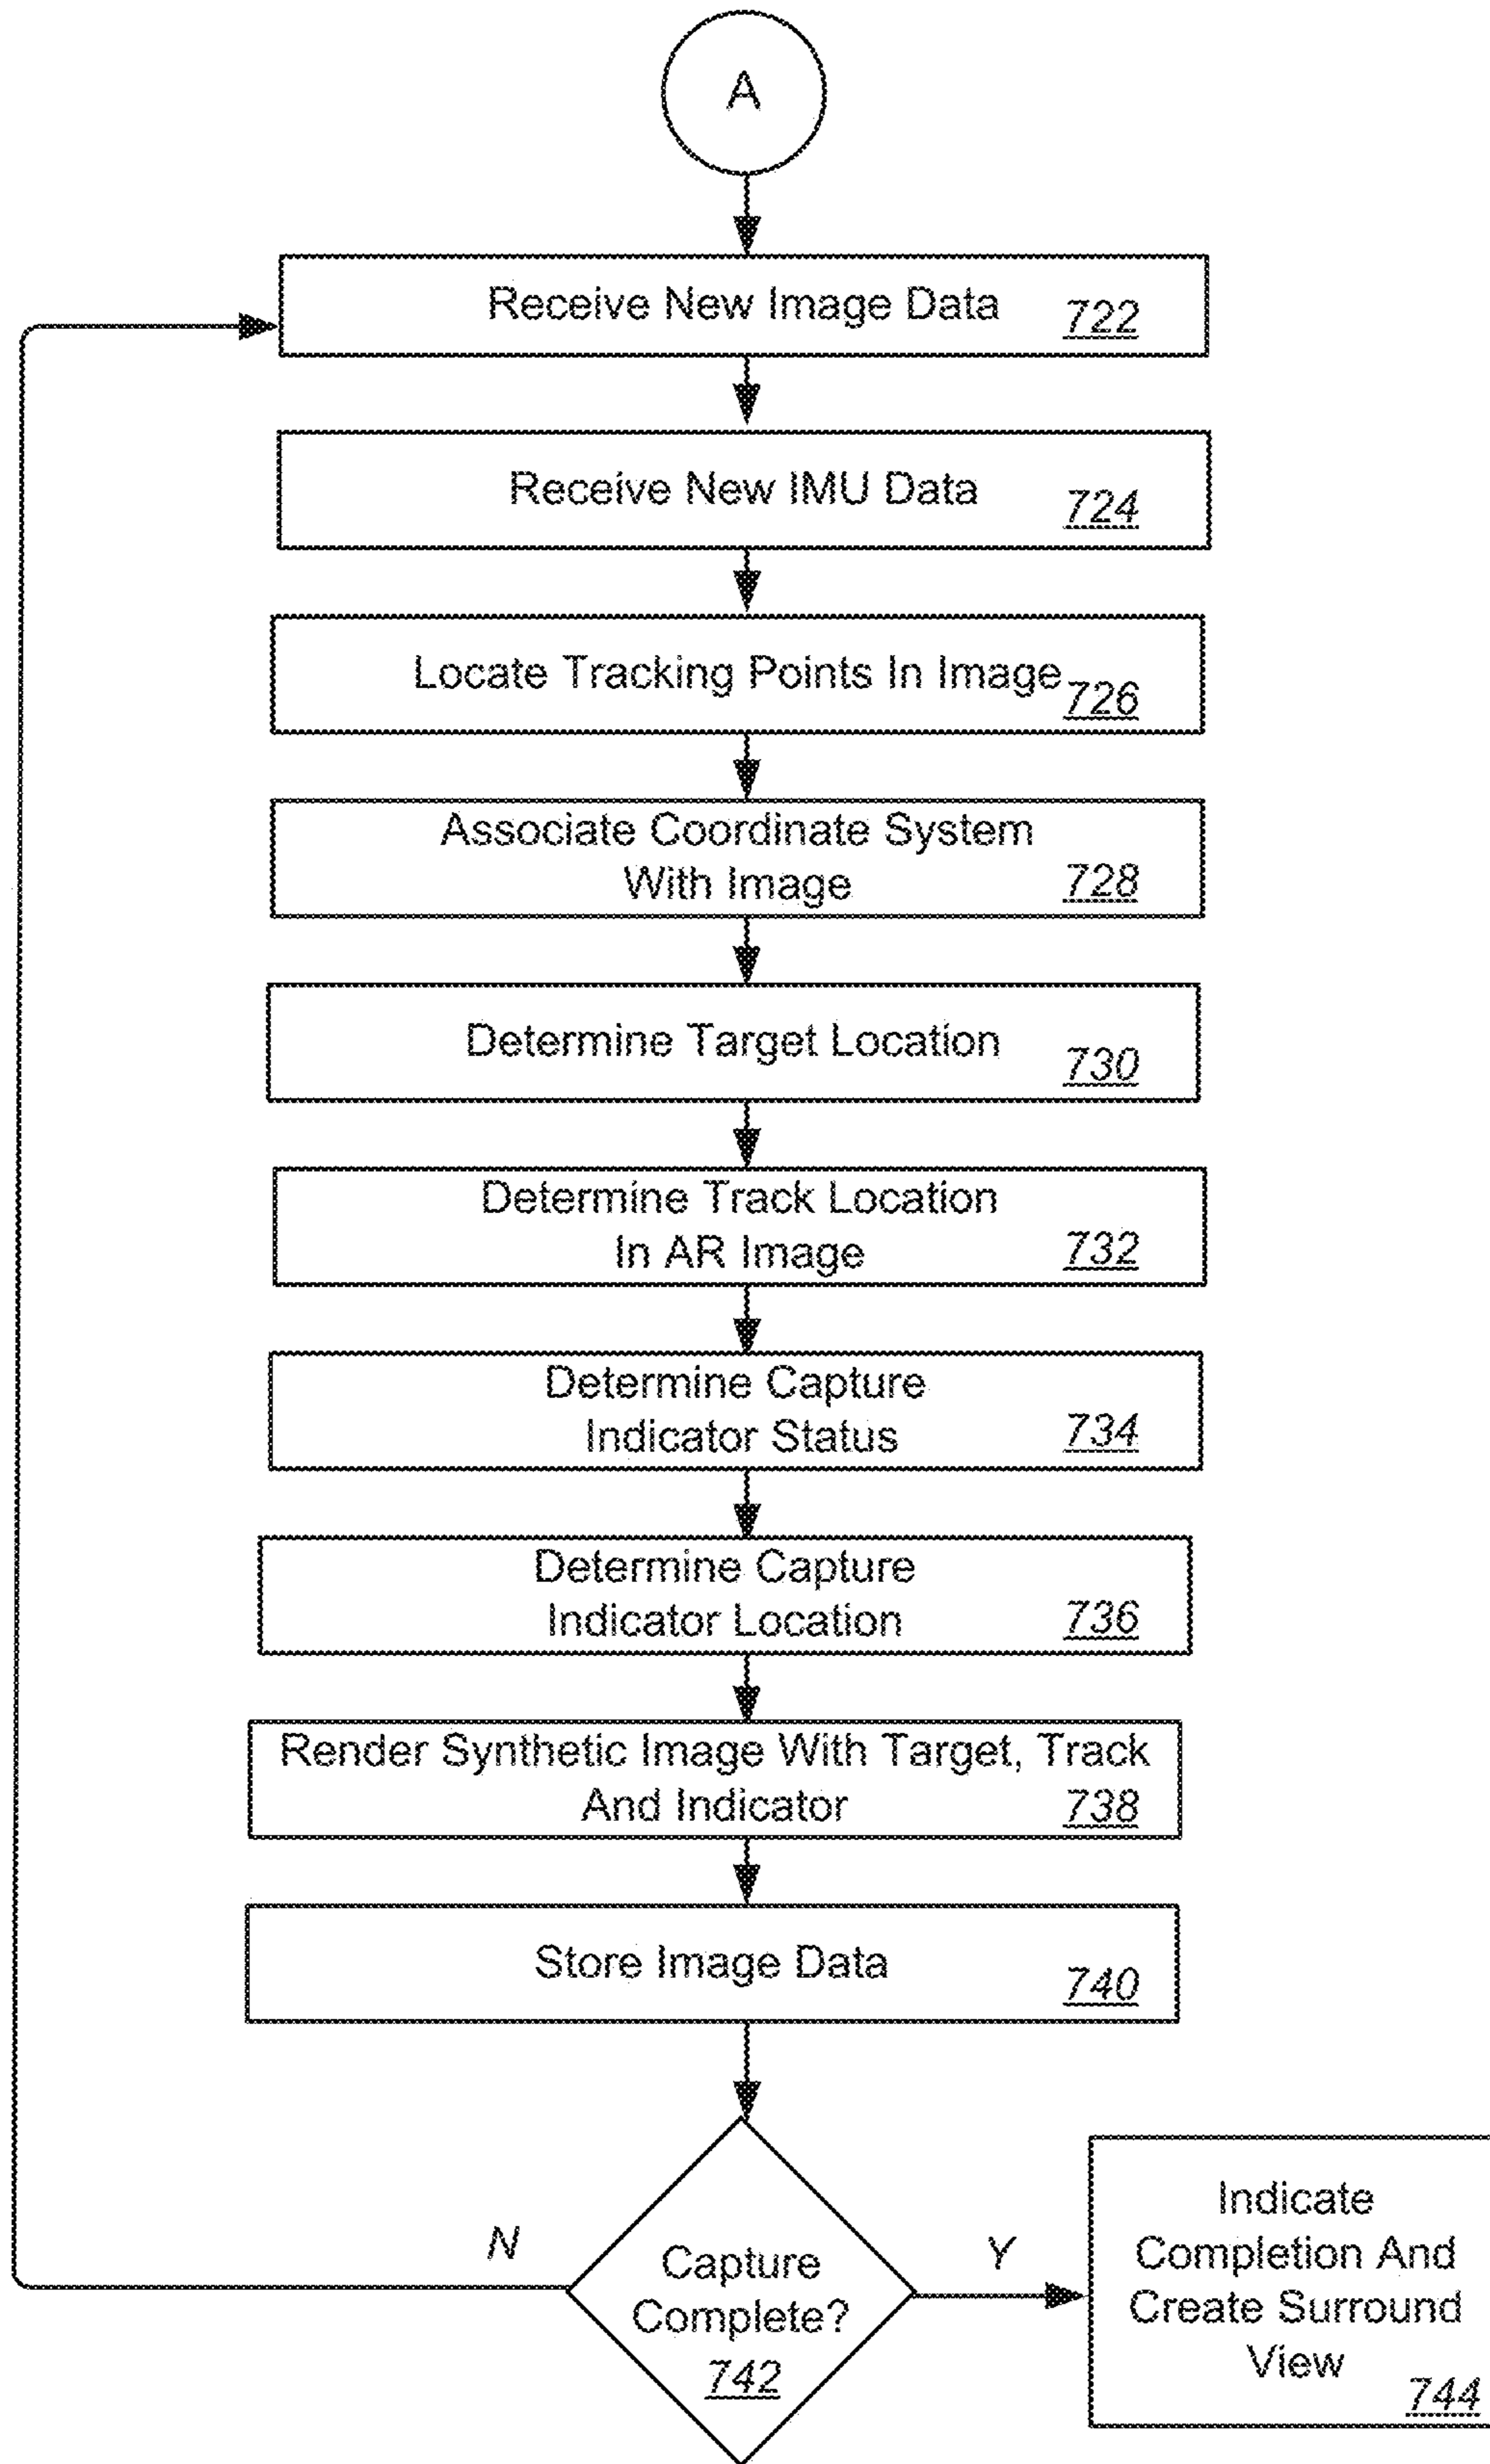 A
Receive New Image Data
722
Receive New IMU Data
724
Locate Tracking Points In Image
726
Associate Coordinate System
With Image
728
Determine Target Location
730
Determine Track Location
In AR Image
732
Determine Capture
Indicator Status
734
Determine Capture
Indicator Location
736
Render Synthetic Image With Target, Track
And Indicator
738
Store Image Data
740
N
Capture
Complete?
742
Y
Indicate
Completion And
Create Surround
View
744